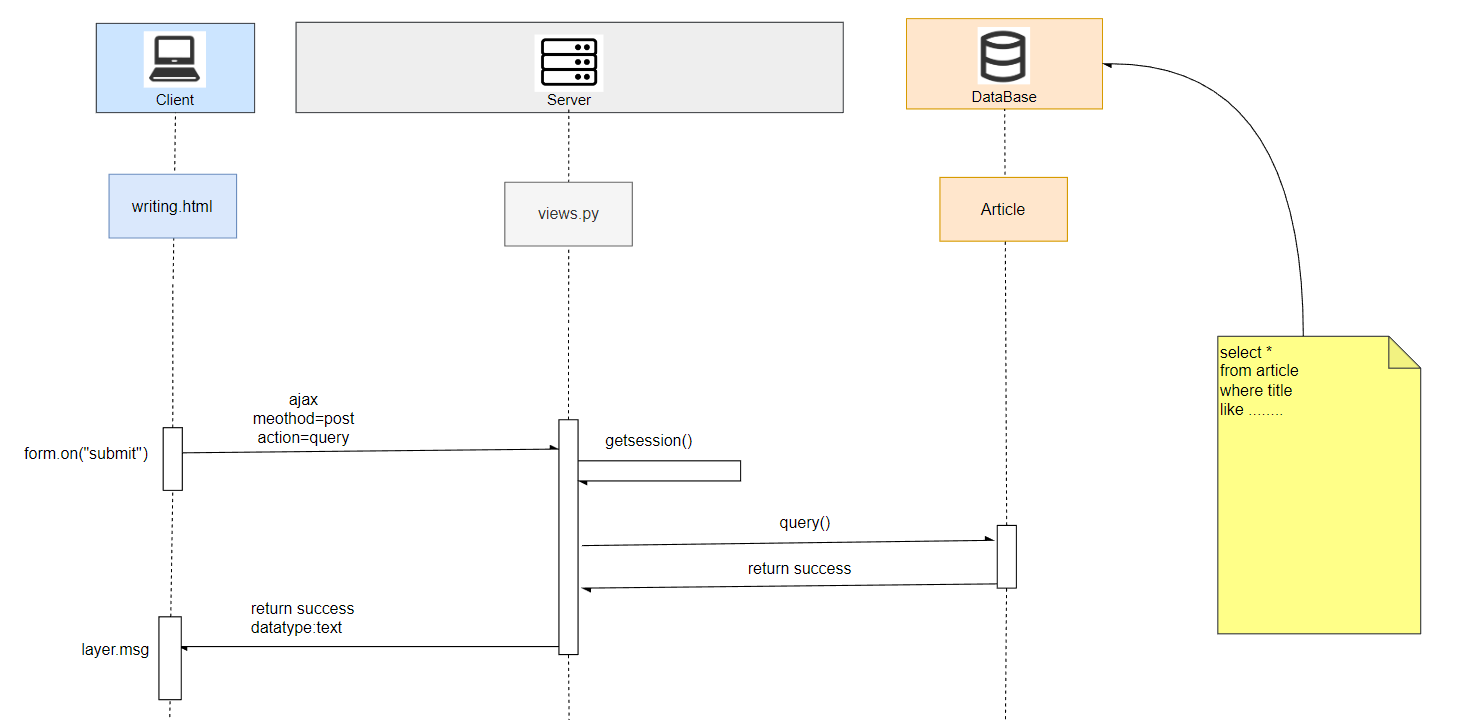 Client
Server
DataBase
writing.html
views.py
Article
select *
from article
where title
like ........
ajax
meothod=post
action=query
form.on("submit")
getsession()
query()
return success
return success
datatype:text
layer.msg